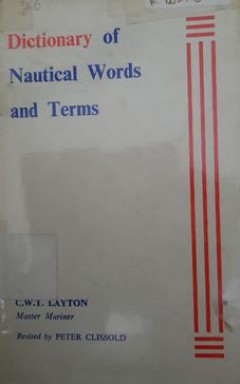 Dictionary of
Nautical Words
and Terms
C.W.T. LAYTON
Master Mariner
Revised by PETER CLISSOLD